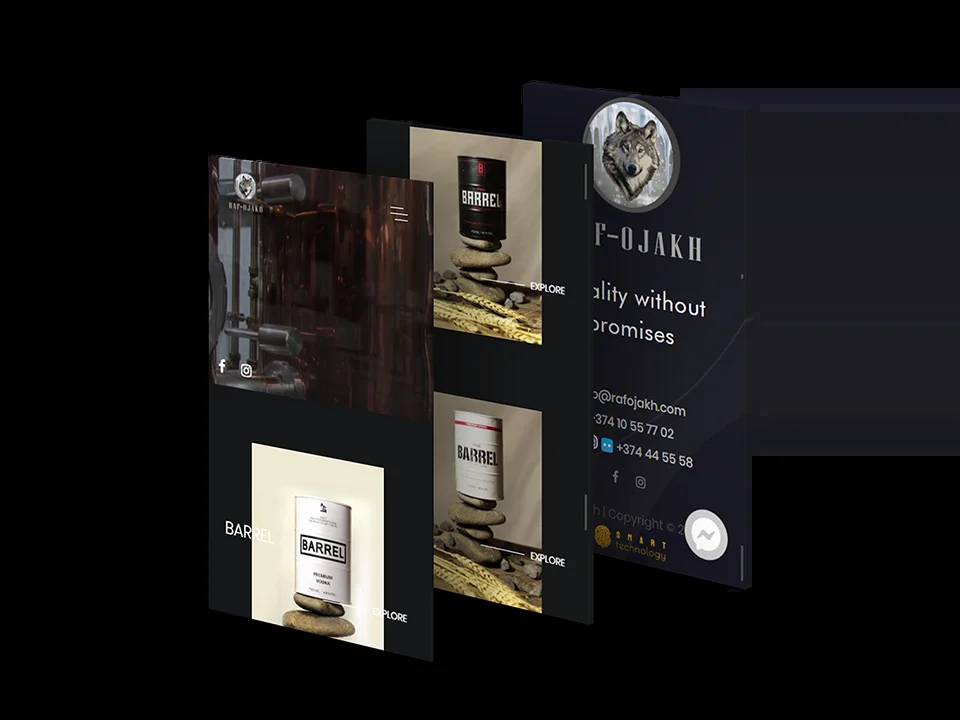 RAF-OJAKH
BARREL
BARREL
PREMIUM
VODKA
EXPLORE
B
BARREL
EXPLORE
BARREL
EXPLORE
F-OJAKH
ality without
promises
o@rafojakh.com
+374 10 55 77 02
+374 44 55 58
h | Copyright © 2
SMART
technology